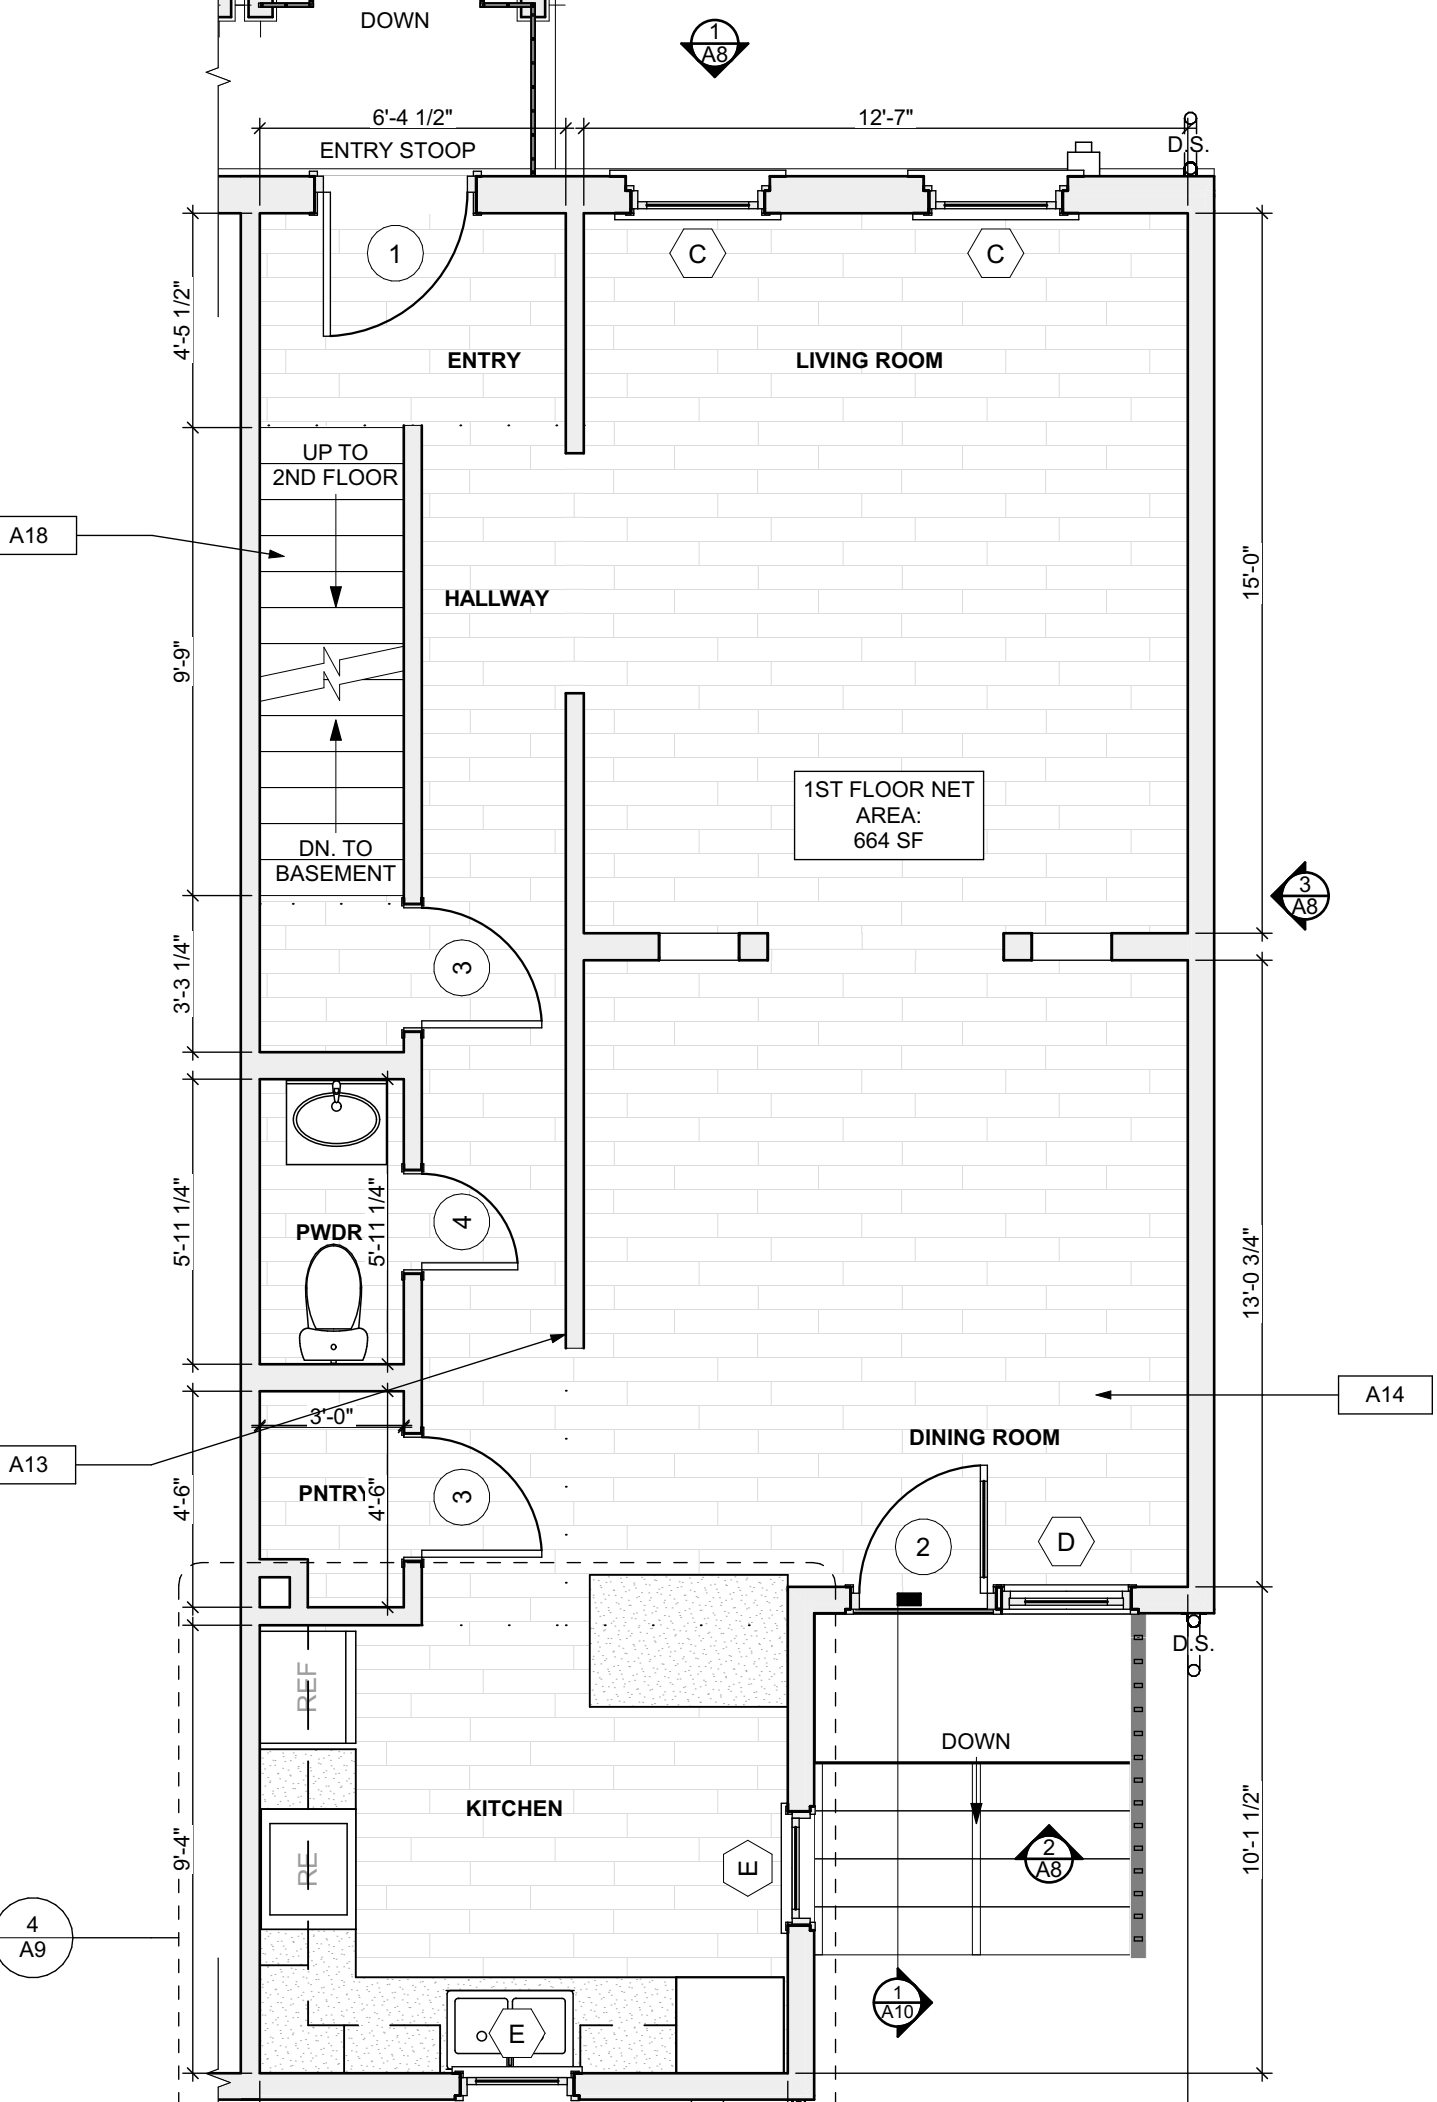 DOWN
1
A8
6'-4 1/2"
12'-7"
ENTRY STOOP
D.S.
1
C
C
4'-5 1/2"
ENTRY
LIVING ROOM
UP TO
2ND FLOOR
A18
15'-0"
HALLWAY
9'-9"
1ST FLOOR NET
AREA:
664 SF
DN. TO
BASEMENT
3
A8
3
3'-3 1/4"
5'-11 1/4"
5'-11 1/4"
4
PWDR
13'-0 3/4"
A14
3'-0"
DINING ROOM
A13
PNTRY
4'-6"
4'-6"
3
2
D
D.S.
REF
DOWN
KITCHEN
9'-4"
RE
E
2
A8
10'-1 1/2"
4
A9
1
A10
E